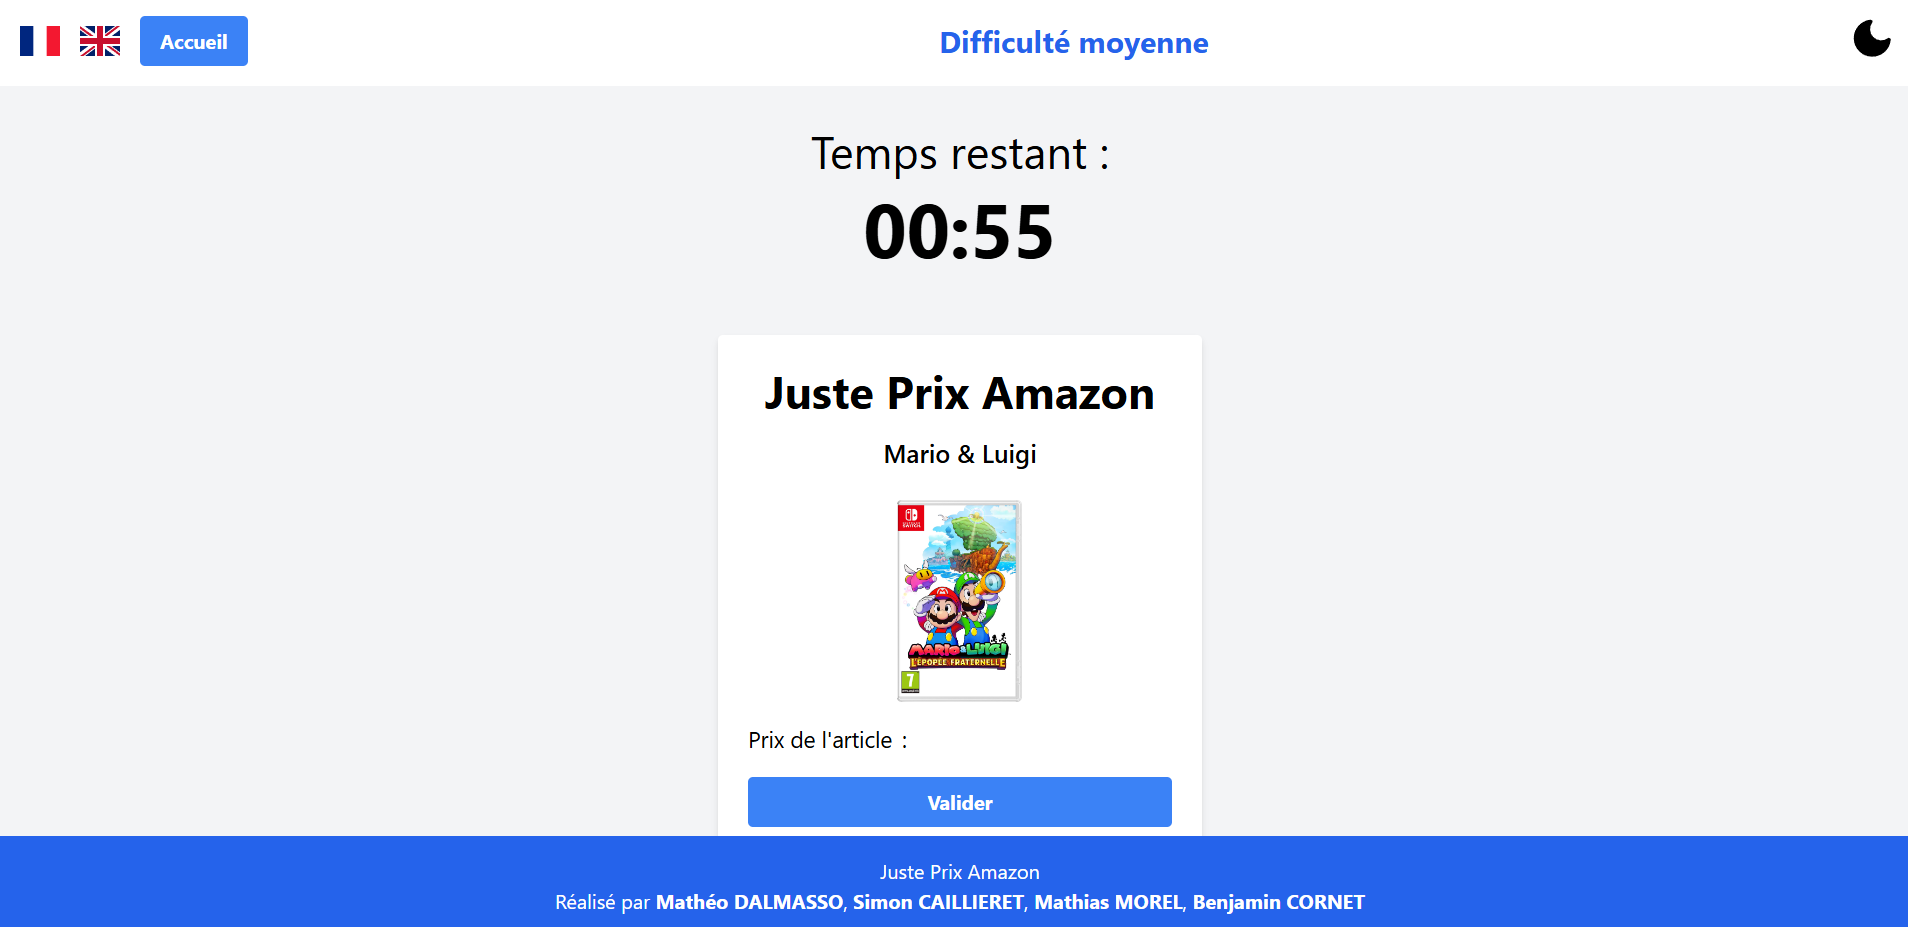 Accueil
Difficulté moyenne
Temps restant :
00:55
Juste Prix Amazon
Mario & Luigi
MARIO & LUIGI
L'ÉPOPÉE FRATERNELLE
7
Prix de l'article :
Valider
Juste Prix Amazon
Réalisé par Mathéo DALMASSO, Simon CAILLIERET, Mathias MOREL, Benjamin CORNET